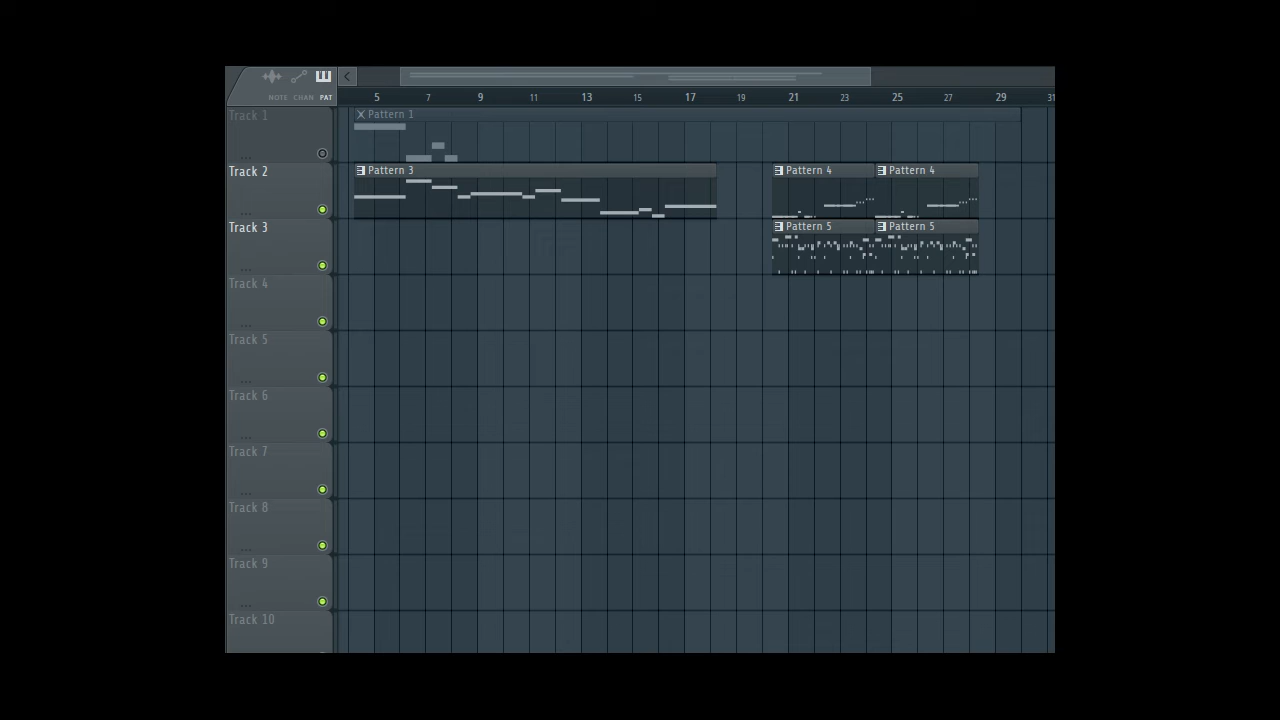 NOTE CHAN PAT
5 7 9 11 13 15 17 19 21 23 25 27 29 31
Track 1
Pattern 1
Track 2
Pattern 3
Pattern 4
Pattern 4
Track 3
Pattern 5
Pattern 5
Track 4
Track 5
Track 6
Track 7
Track 8
Track 9
Track 10